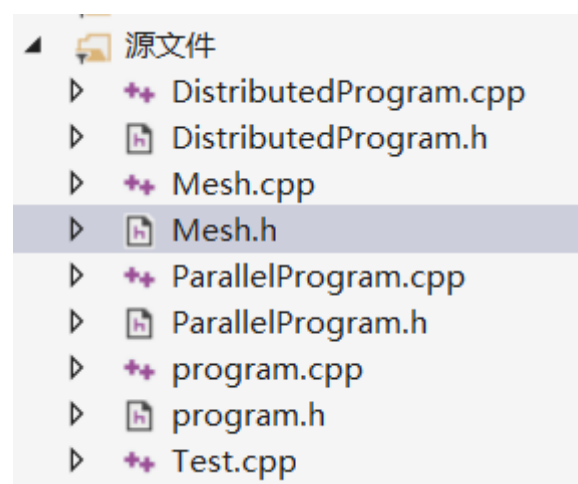 源文件
DistributedProgram.cpp
DistributedProgram.h
Mesh.cpp
Mesh.h
ParallelProgram.cpp
ParallelProgram.h
program.cpp
program.h
Test.cpp